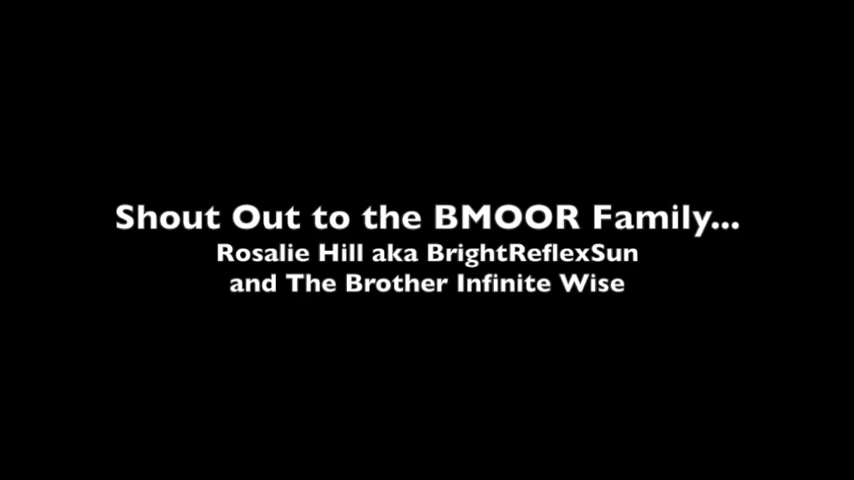 Shout Out to the BMOOR Family...
Rosalie Hill aka BrightReflexSun
and The Brother Infinite Wise